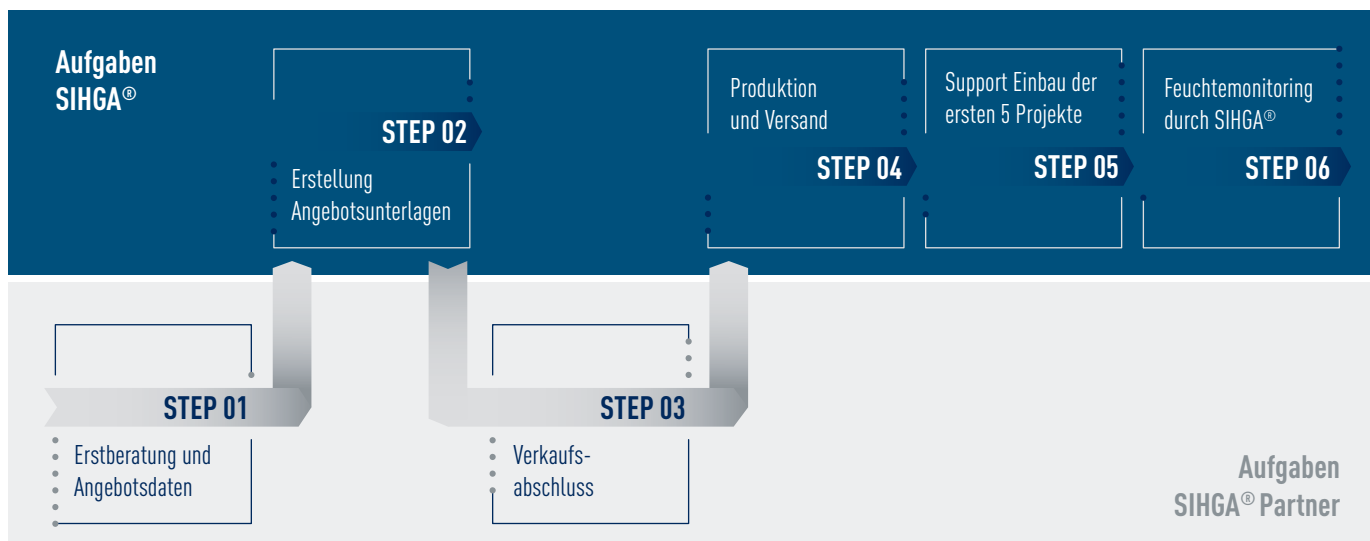 Aufgaben
SIHGA®
STEP 02
Erstellung
Angebotsunterlagen
Produktion
und Versand
STEP 04
Support Einbau der
ersten 5 Projekte
STEP 05
Feuchtemonitoring
durch SIHGA®
STEP 06
STEP 01
Erstberatung und
Angebotsdaten
STEP 03
Verkaufs-
abschluss
Aufgaben
SIHGA® Partner